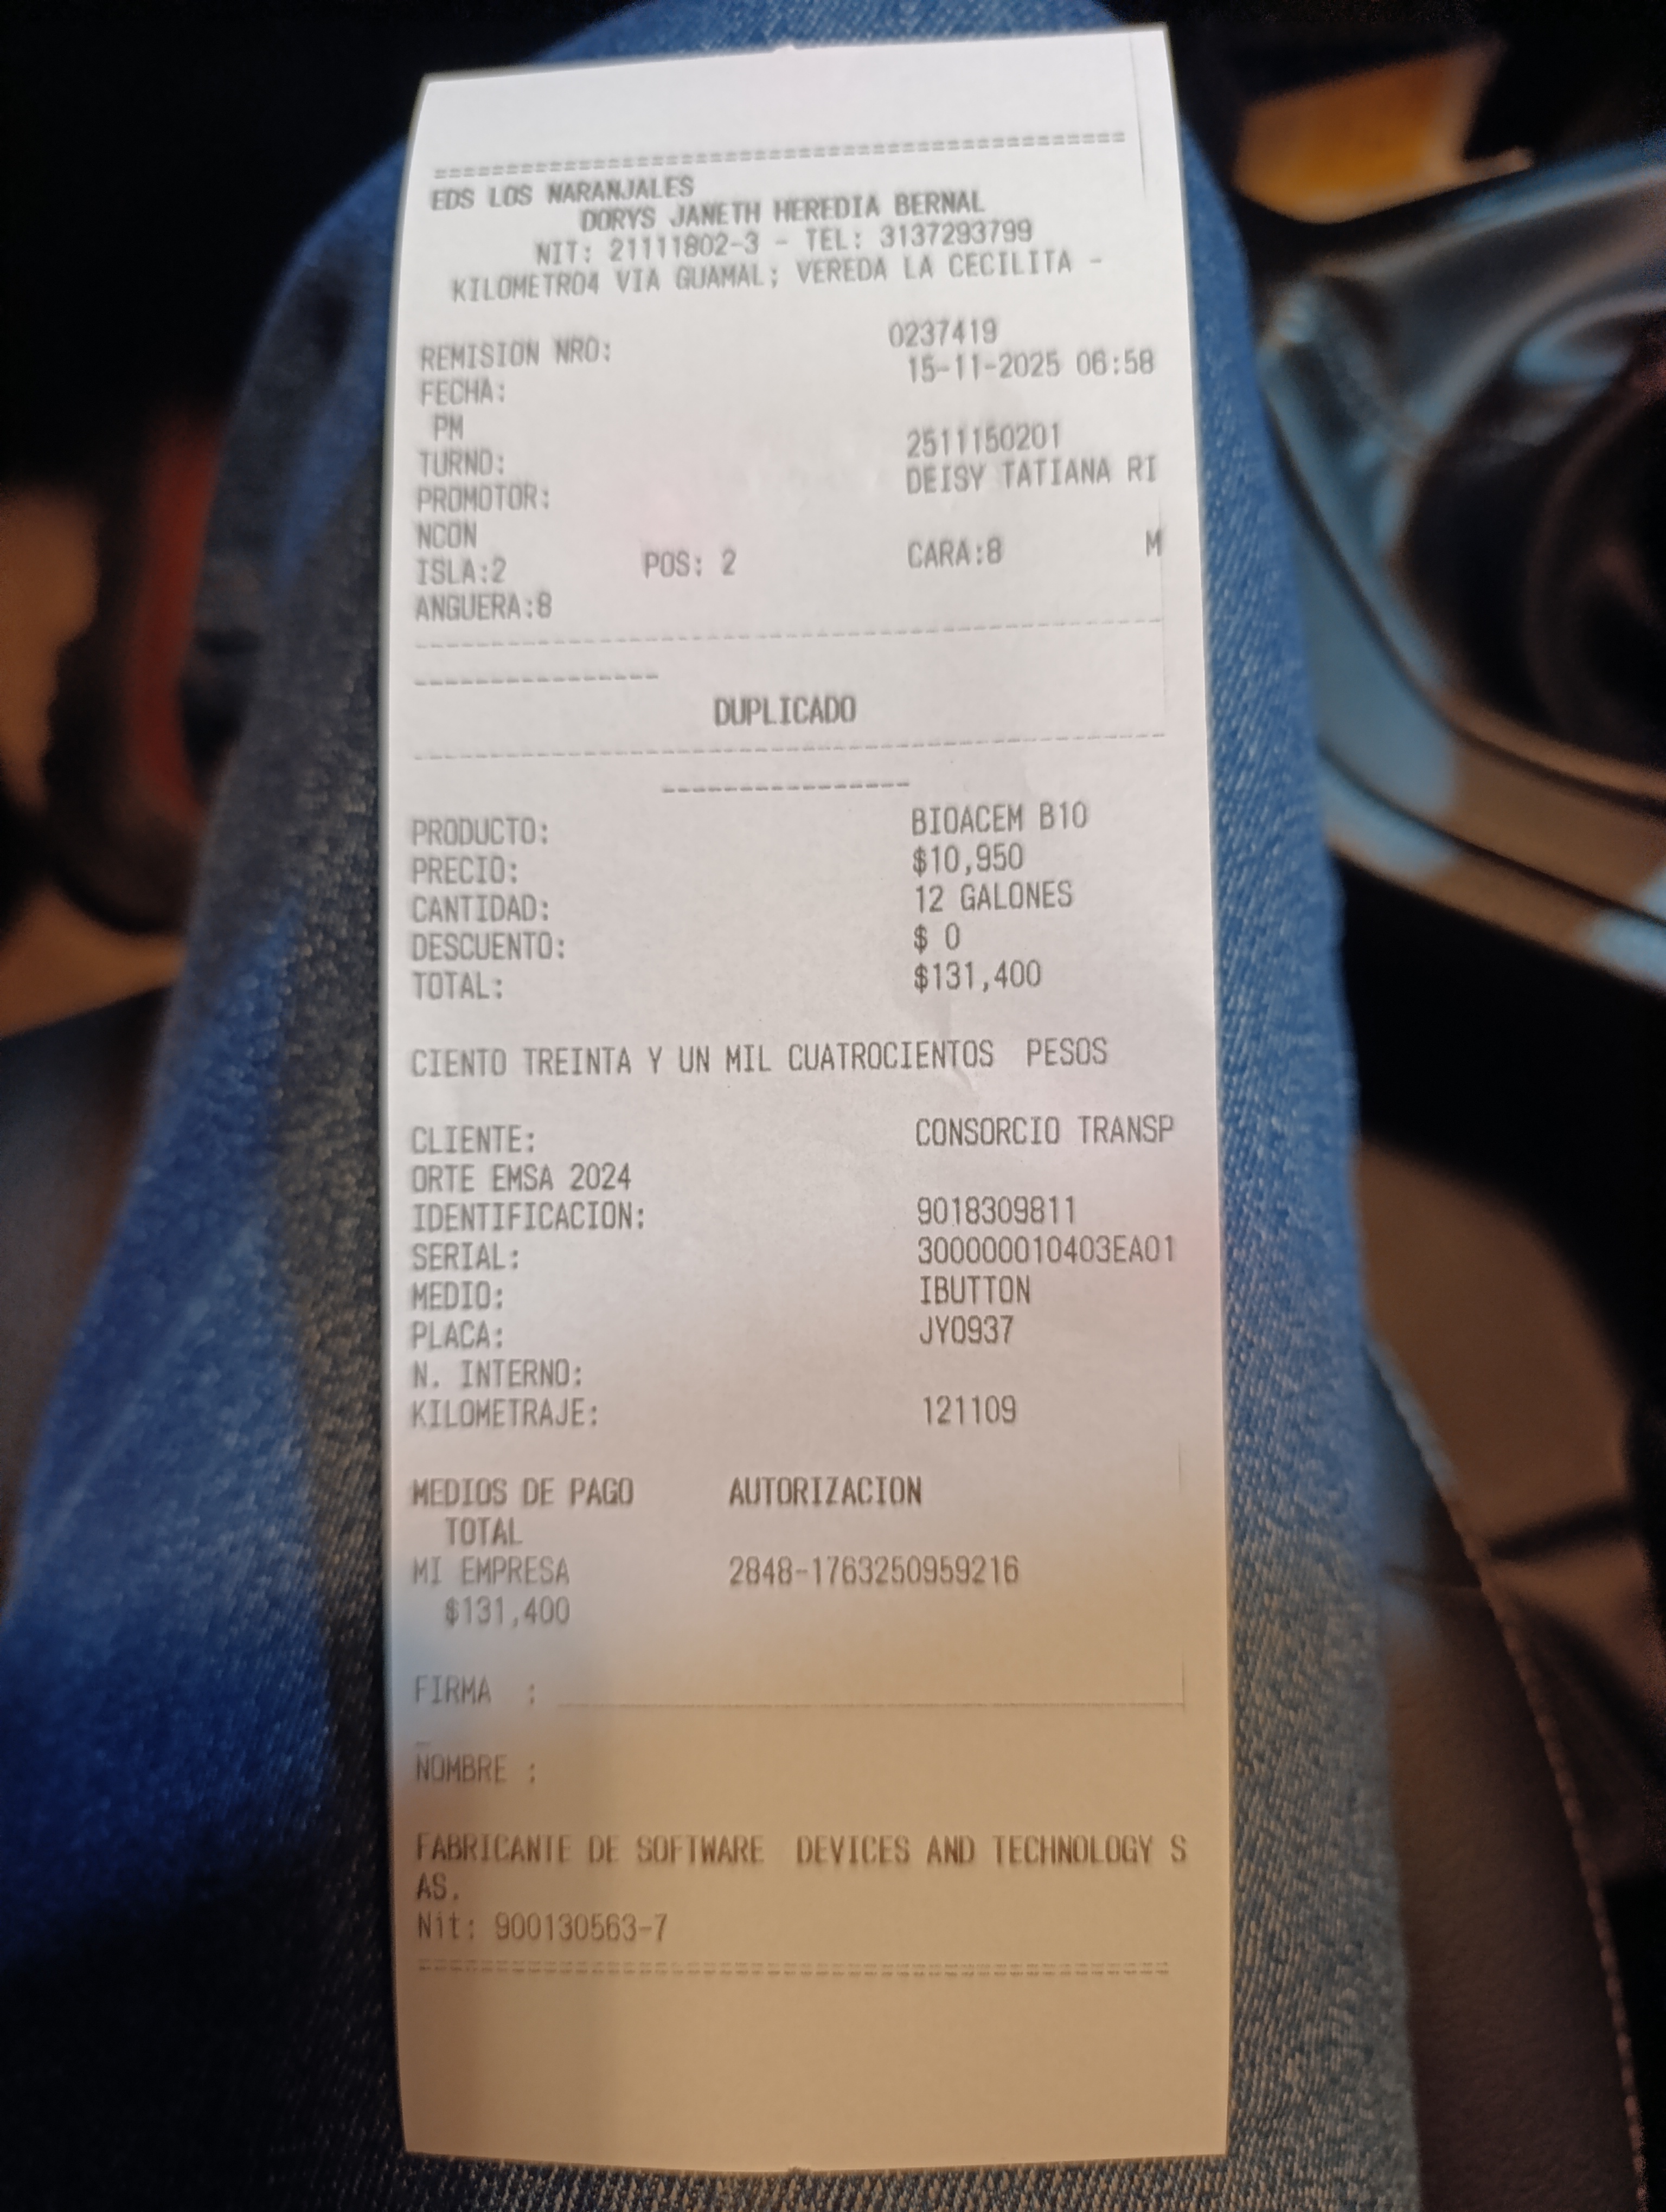 ================================================
EDS LOS NARANJALES
DORYS JANETH HEREDIA BERNAL
NIT: 21111802-3 - TEL: 3137293799
KILOMETRO4 VIA GUAMAL; VEREDA LA CECILITA -
REMISION NRO: 0237419
FECHA: 15-11-2025 06:58
PM
TURNO: 2511150201
PROMOTOR: DEISY TATIANA RI
NCON
ISLA:2 POS: 2 CARA:8 M
ANGUERA:8
------------------------------------------------
----------------
DUPLICADO
------------------------------------------------
----------------
PRODUCTO: BIOACEM B10
PRECIO: $10,950
CANTIDAD: 12 GALONES
DESCUENTO: $ 0
TOTAL: $131,400
CIENTO TREINTA Y UN MIL CUATROCIENTOS  PESOS
CLIENTE: CONSORCIO TRANSP
ORTE EMSA 2024
IDENTIFICACION: 9018309811
SERIAL: 300000010403EA01
MEDIO: IBUTTON
PLACA: JYO937
N. INTERNO:
KILOMETRAJE: 121109
MEDIOS DE PAGO AUTORIZACION
TOTAL
MI EMPRESA 2848-1763250959216
$131,400
FIRMA : _______________________________________
_
NOMBRE :
FABRICANTE DE SOFTWARE  DEVICES AND TECHNOLOGY S
AS.
Nit: 900130563-7
================================================